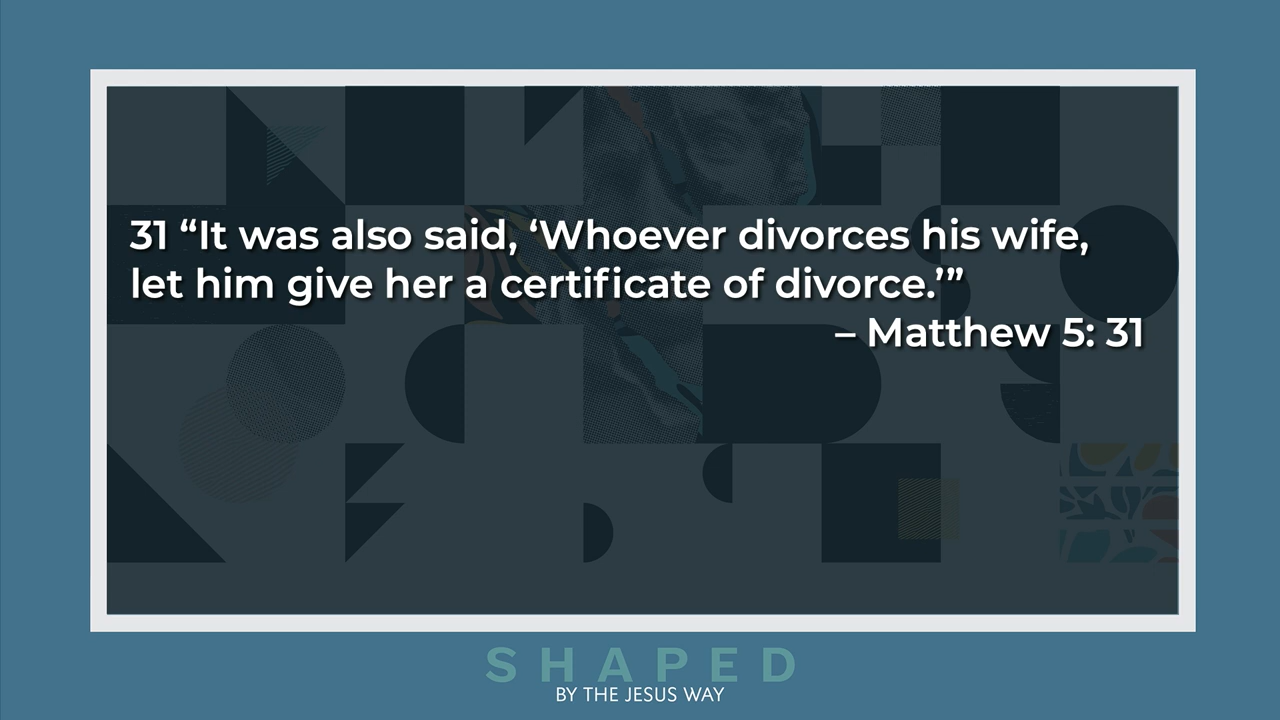 31 “It was also said, ‘Whoever divorces his wife,
let him give her a certificate of divorce.’”
– Matthew 5: 31
SHAPED
BY THE JESUS WAY